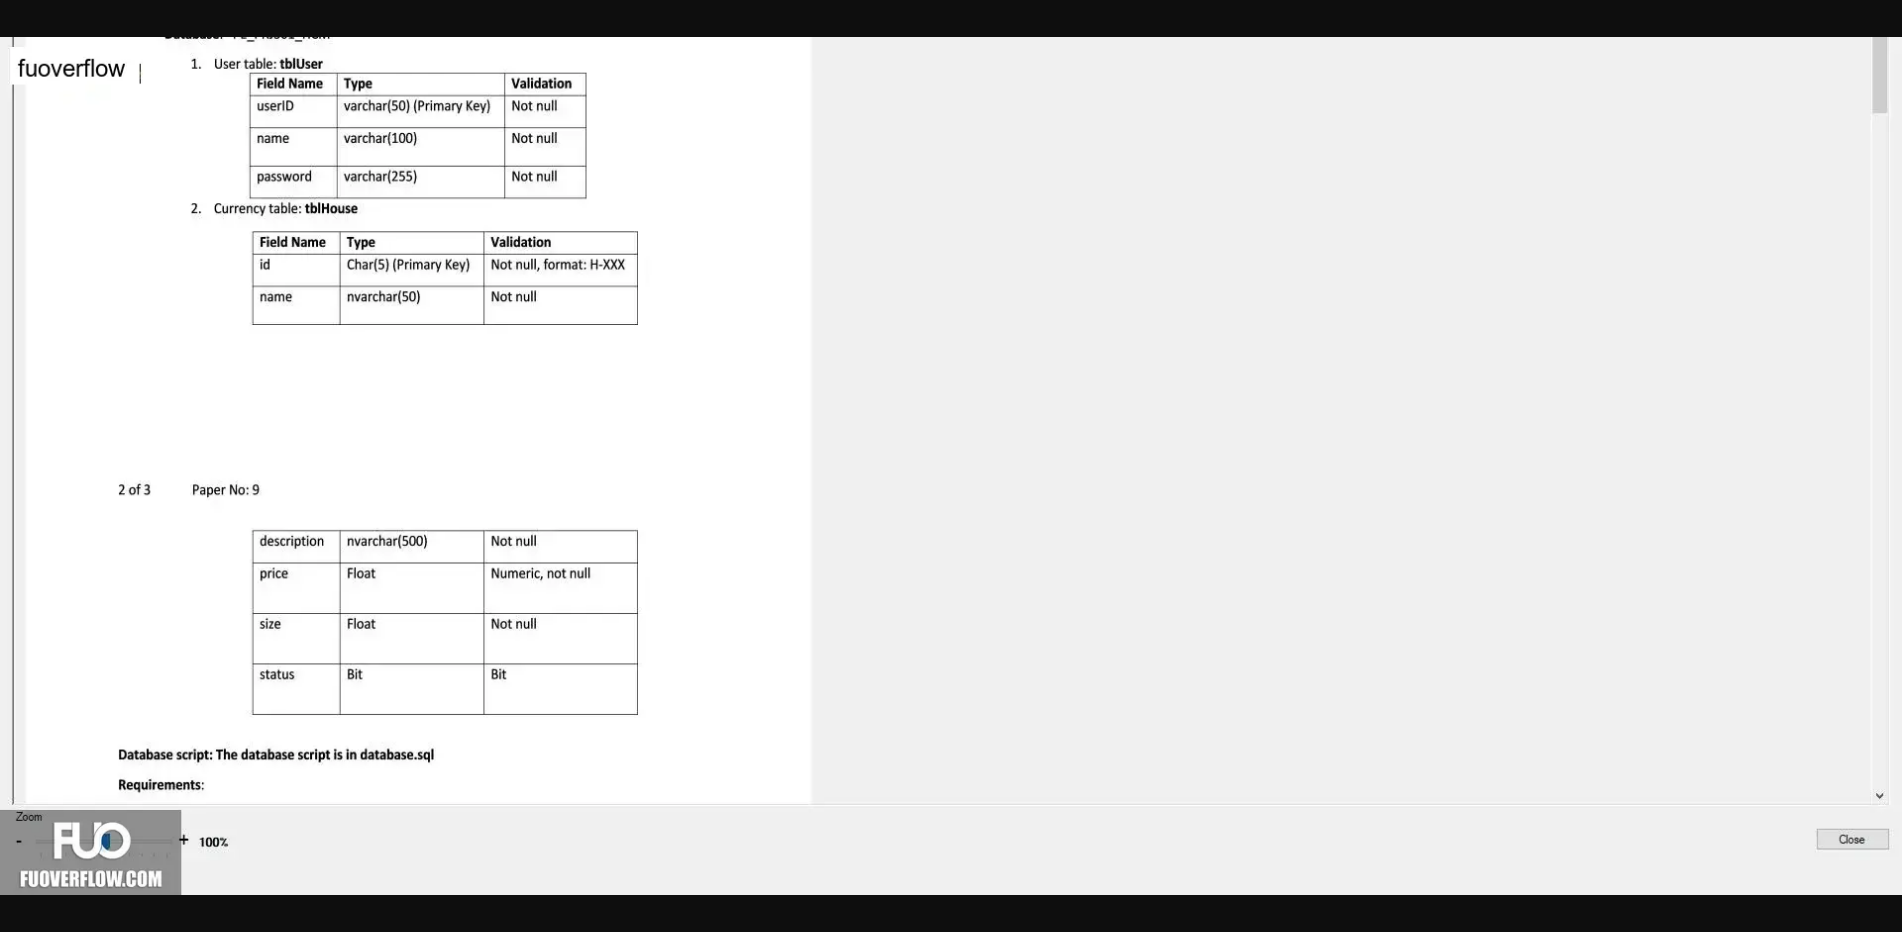 fuoverflow
1. User table: tblUser
Field Name Type Validation
userID varchar(50) (Primary Key) Not null
name varchar(100) Not null
password varchar(255) Not null
2. Currency table: tblHouse
Field Name Type Validation
id Char(5) (Primary Key) Not null, format: H-XXX
name nvarchar(50) Not null
2 of 3 Paper No: 9
description nvarchar(500) Not null
price Float Numeric, not null
size Float Not null
status Bit Bit
Database script: The database script is in database.sql
Requirements:
Zoom
- + 100%
Close
FUO
FUOVERFLOW.COM